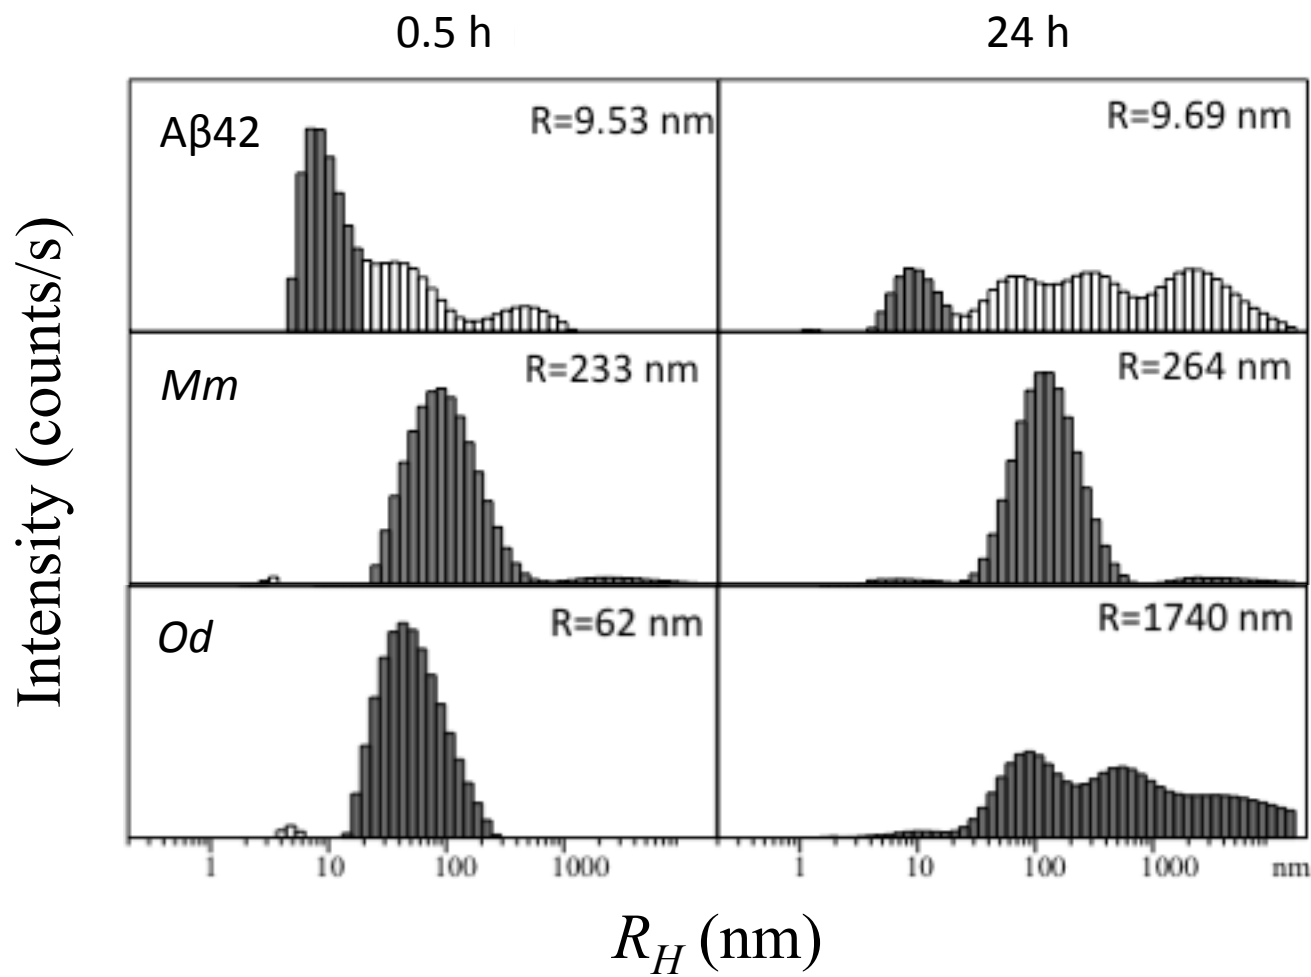 0.5 h 24 h
Aβ42 R=9.53 nm R=9.69 nm
Mm R=233 nm R=264 nm
Od R=62 nm R=1740 nm
Intensity (counts/s)
1 10 100 1000 1 10 100 1000 nm
R_H (nm)